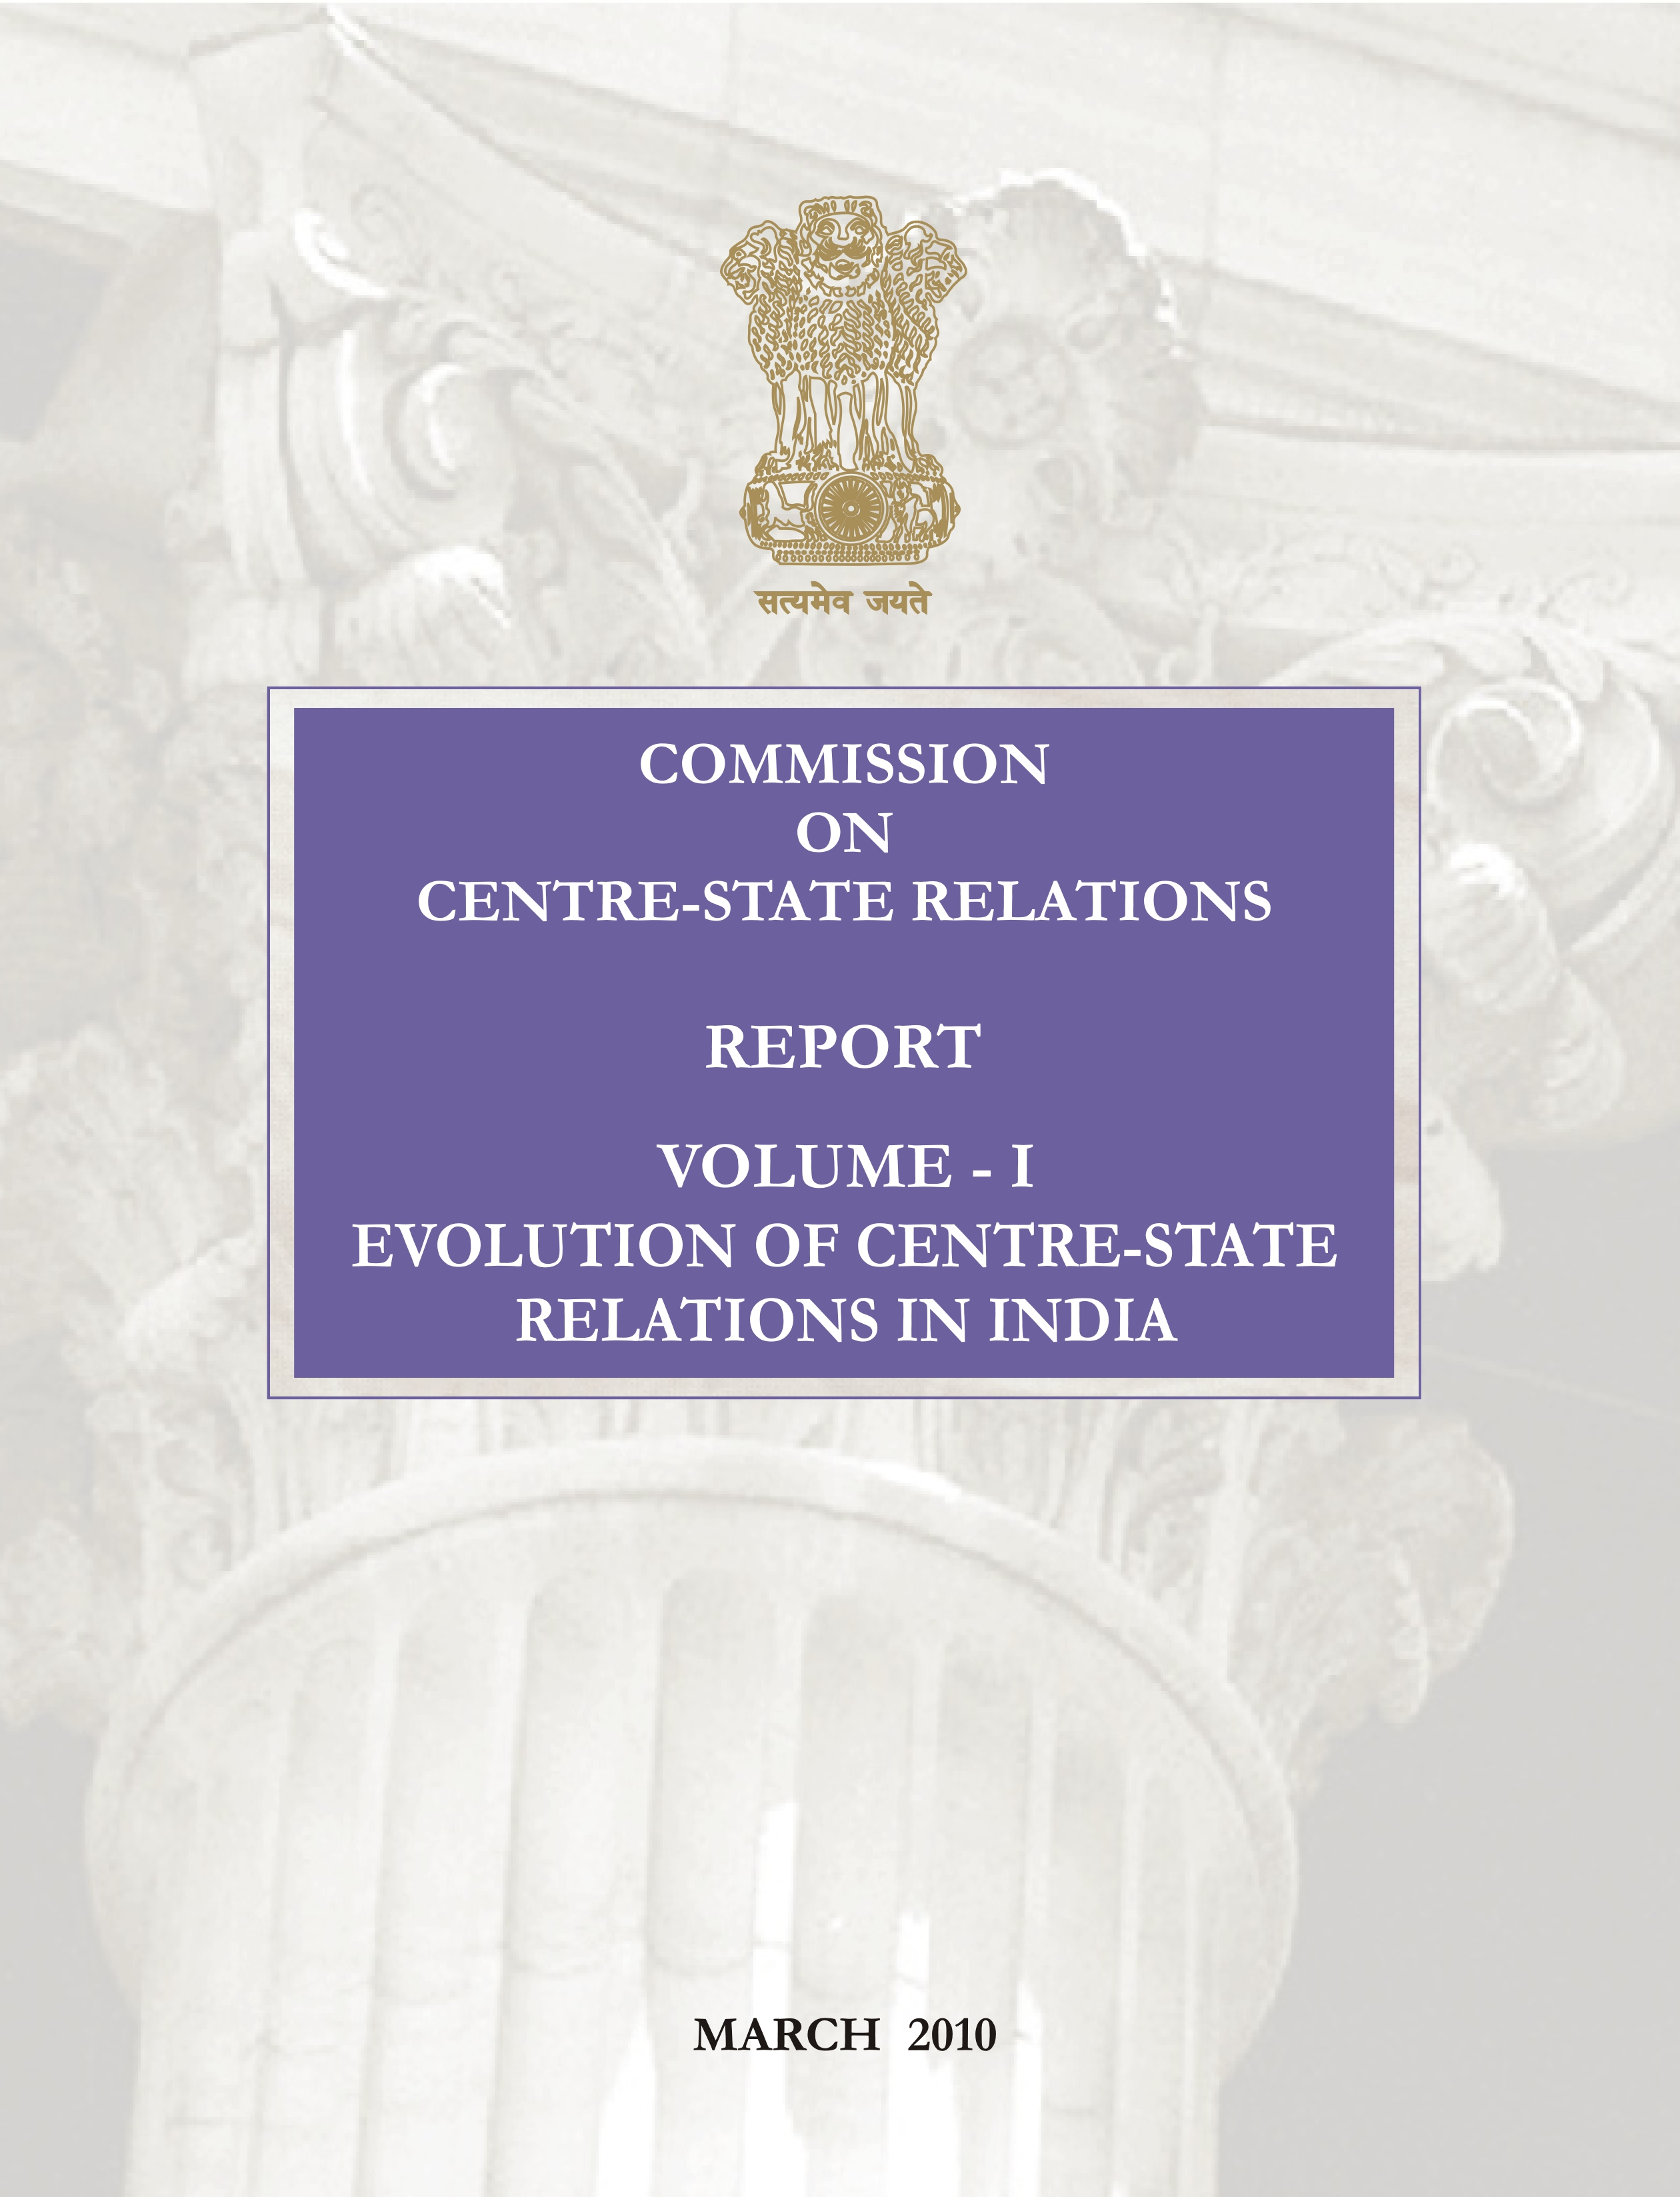 सत्यमेव जयते
COMMISSION
ON
CENTRE-STATE RELATIONS
REPORT
VOLUME - I
EVOLUTION OF CENTRE-STATE
RELATIONS IN INDIA
MARCH 2010